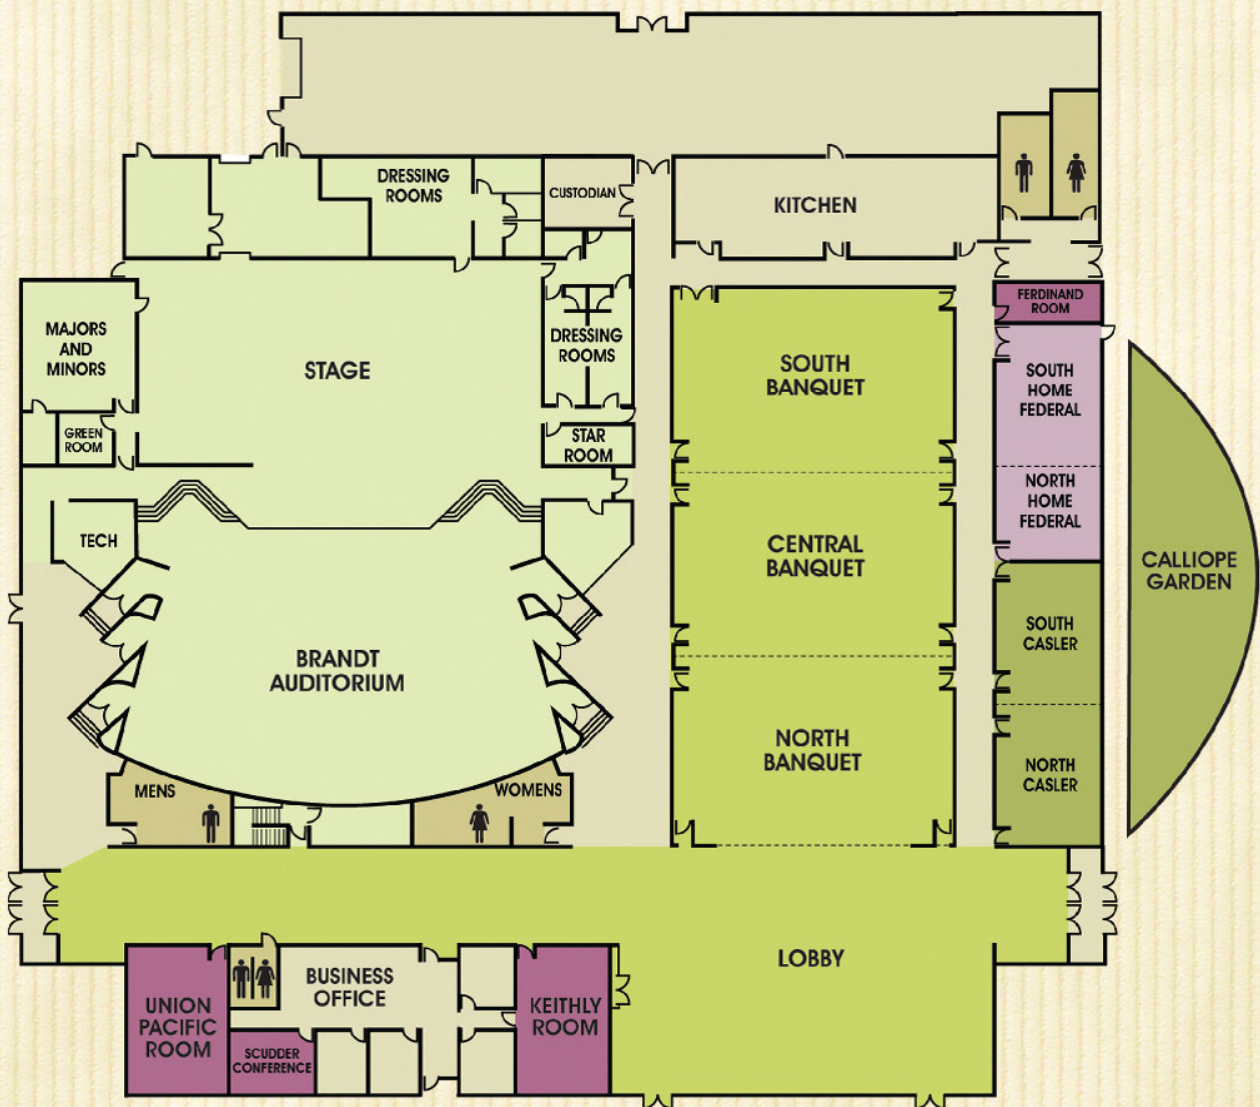 DRESSING
ROOMS
CUSTODIAN
KITCHEN
FERDINAND
ROOM
MAJORS
AND
MINORS
STAGE
DRESSING
ROOMS
SOUTH
BANQUET
SOUTH
HOME
FEDERAL
GREEN
ROOM
STAR
ROOM
NORTH
HOME
FEDERAL
TECH
CENTRAL
BANQUET
CALLIOPE
GARDEN
SOUTH
CASLER
BRANDT
AUDITORIUM
NORTH
BANQUET
NORTH
CASLER
MENS
WOMENS
LOBBY
BUSINESS
OFFICE
UNION
PACIFIC
ROOM
KEITHLY
ROOM
SCUDDER
CONFERENCE